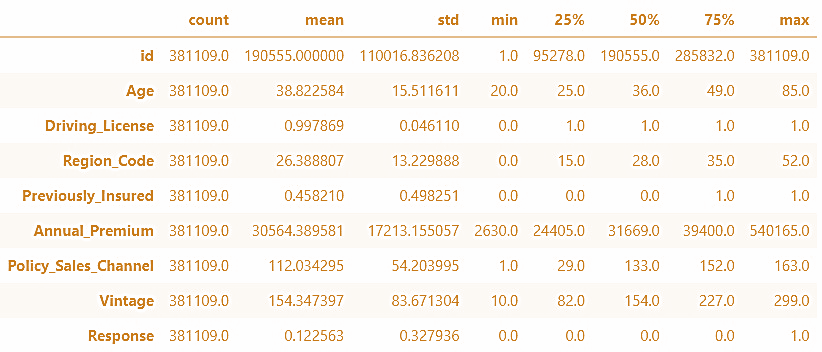 count mean std min 25% 50% 75% max
id 381109.0 190555.000000 110016.836208 1.0 95278.0 190555.0 285832.0 381109.0
Age 381109.0 38.822584 15.511611 20.0 25.0 36.0 49.0 85.0
Driving_License 381109.0 0.997869 0.046110 0.0 1.0 1.0 1.0 1.0
Region_Code 381109.0 26.388807 13.229888 0.0 15.0 28.0 35.0 52.0
Previously_Insured 381109.0 0.458210 0.498251 0.0 0.0 0.0 1.0 1.0
Annual_Premium 381109.0 30564.389581 17213.155057 2630.0 24405.0 31669.0 39400.0 540165.0
Policy_Sales_Channel 381109.0 112.034295 54.203995 1.0 29.0 133.0 152.0 163.0
Vintage 381109.0 154.347397 83.671304 10.0 82.0 154.0 227.0 299.0
Response 381109.0 0.122563 0.327936 0.0 0.0 0.0 0.0 1.0